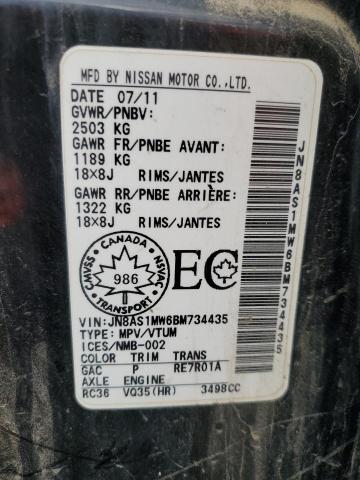 MFD BY NISSAN MOTOR CO.,LTD.
DATE 07/11
GVWR/PNBV:
2503 KG
GAWR FR/PNBE AVANT:
1189 KG
18×8J RIMS/JANTES
GAWR RR/PNBE ARRIÈRE:
1322 KG
18×8J RIMS/JANTES
CANADA
CMVSS
NSVAC
986
TRANSPORT
EC
VIN:JN8AS1MW6BM734435
TYPE: MPV/VTUM
ICES/NMB-002
COLOR TRIM TRANS
GAC P RE7R01A
AXLE ENGINE
RC36 VQ35(HR) 3498CC
JN8AS1MW6BM734435